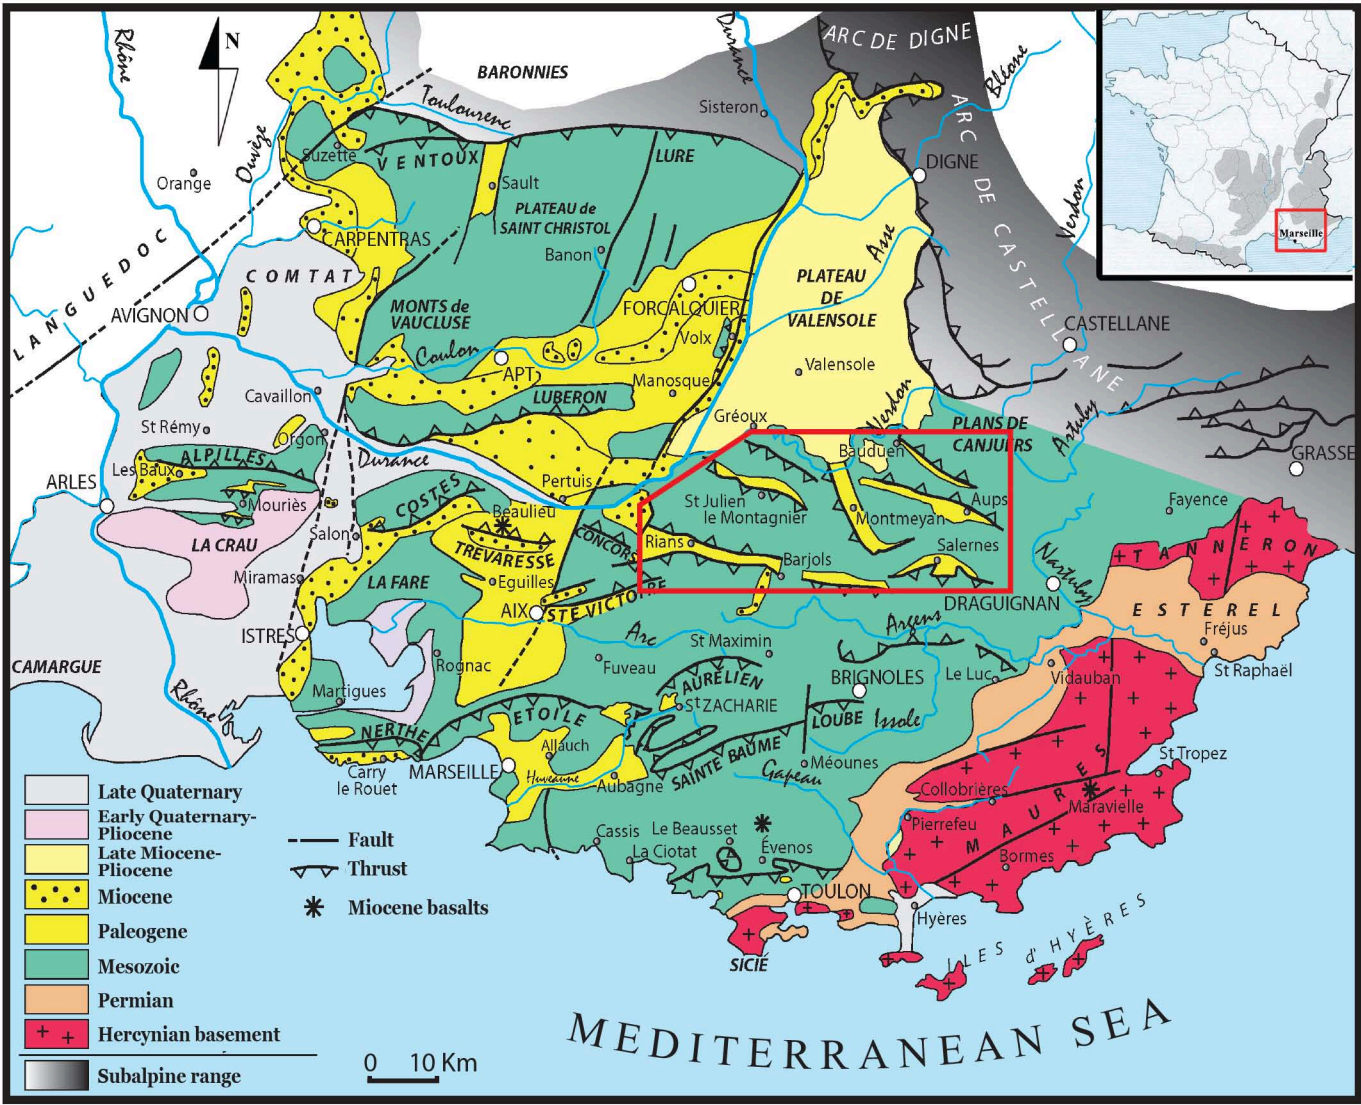 N
Rhône
Ouvèze
Toulourenc
BARONNIES
Durance
ARC DE DIGNE
Bléone
Sisteron
Orange
Suzette
VENTOUX
LURE
Sault
PLATEAU de
SAINT CHRISTOL
Banon
DIGNE
ARC DE CASTELLANE
Verdon
Marseille
LANGUEDOC
CARPENTRAS
COMTAT
AVIGNON
MONTS de
VAUCLUSE
FORCALQUIER
Volx
Asse
PLATEAU
DE
VALENSOLE
Valensole
CASTELLANE
Coulon
APT
Manosque
Cavaillon
LUBERON
Gréoux
Verdon
PLANS DE
CANJUERS
Artuby
GRASSE
St Rémy
Orgon
Durance
Bauduen
ALPILLES
Les Baux
ARLES
Mouriès
COSTES
Pertuis
Beaulieu
St Julien
le Montagnier
Montmeyan
Aups
Fayence
LA CRAU
Salon
TREVARESSE
CONCORS
Rians
Barjols
Salernes
Nartuby
TANNERON
Miramas
LA FARE
Eguilles
AIX
STE VICTOIRE
DRAGUIGNAN
ESTEREL
Fréjus
ISTRES
Arc
St Maximin
Argens
St Raphaël
CAMARGUE
Rognac
Fuveau
AURÉLIEN
BRIGNOLES
Le Luc
Vidauban
Rhône
Martigues
St ZACHARIE
LOUBE
Issole
NERTHE
ETOILE
Allauch
SAINTE BAUME
Méounes
St Tropez
Carry
le Rouet
MARSEILLE
Huveaune
Aubagne
Gapeau
Collobrières
MAURES
Maravielle
Pierrefeu
Bormes
Cassis
Le Beausset
La Ciotat
Évenos
TOULON
Hyères
SICIÉ
ILES d'HYÈRES
MEDITERRANEAN SEA
Late Quaternary
Early Quaternary-
Pliocene
Late Miocene-
Pliocene
Miocene
Paleogene
Mesozoic
Permian
Hercynian basement
Subalpine range
Fault
Thrust
Miocene basalts
0 10 Km